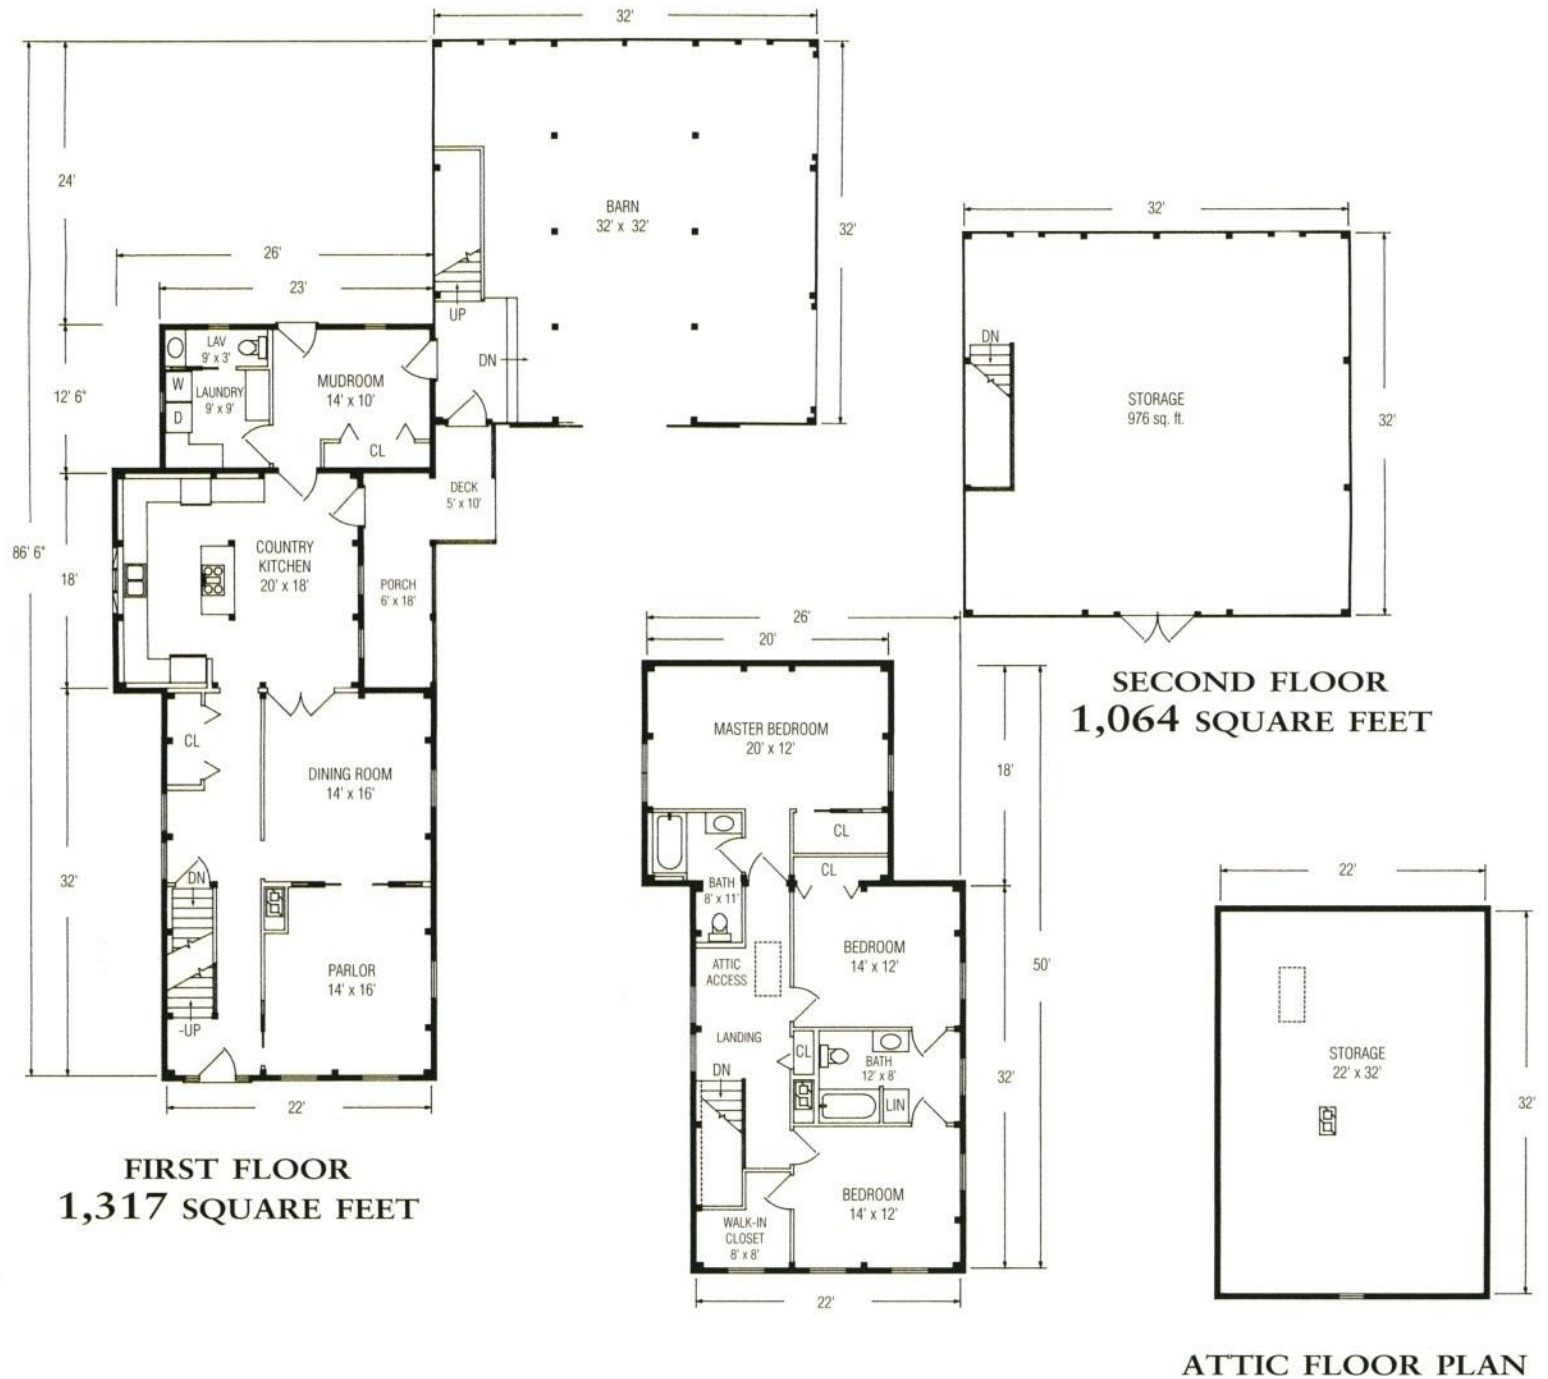 32'
24'
26'
23'
86' 6"
12' 6"
18'
32'
22'
BARN
32' x 32'
32'
UP
DN
LAV
9' x 3'
W
LAUNDRY
9' x 9'
D
MUDROOM
14' x 10'
CL
DECK
5' x 10'
COUNTRY
KITCHEN
20' x 18'
PORCH
6' x 18'
CL
DINING ROOM
14' x 16'
DN
PARLOR
14' x 16'
-UP
FIRST FLOOR
1,317 SQUARE FEET
32'
DN
STORAGE
976 sq. ft.
32'
SECOND FLOOR
1,064 SQUARE FEET
26'
20'
MASTER BEDROOM
20' x 12'
18'
CL
CL
BATH
8' x 11'
BEDROOM
14' x 12'
50'
ATTIC
ACCESS
LANDING
CL
BATH
12' x 8'
DN
LIN
32'
BEDROOM
14' x 12'
WALK-IN
CLOSET
8' x 8'
22'
22'
STORAGE
22' x 32'
32'
ATTIC FLOOR PLAN